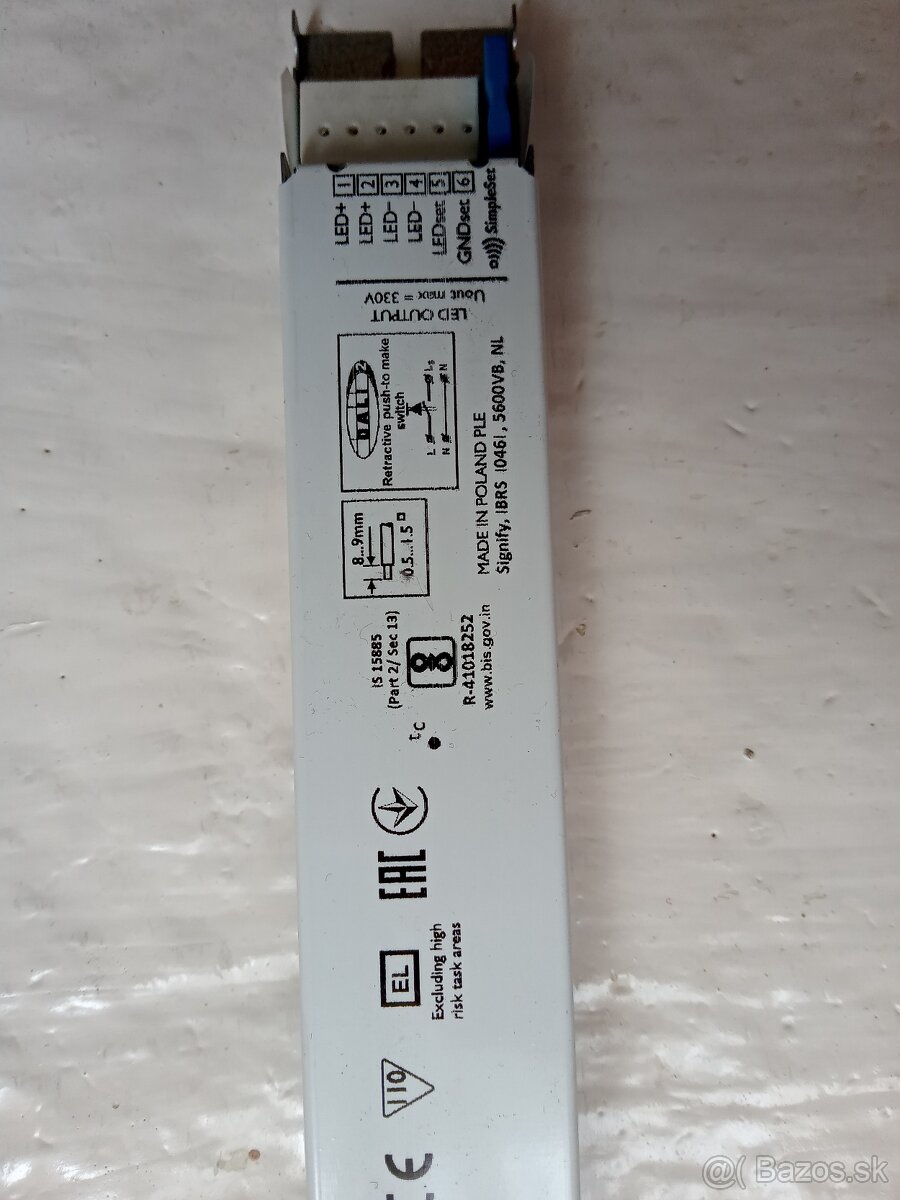 LED+ 1
LED+ 2
LED- 3
LED- 4
LEDset 5
GNDset 6
SimpleSet
LED OUTPUT
Uout max = 330V
DALI 2
Retractive push-to make
switch
L Ls
N N
8...9mm
0.5...1.5
MADE IN POLAND PLE
Signify, IBRS 10461, 5600VB, NL
IS 15885
(Part 2/ Sec 13)
R-41018252
www.bis.gov.in
tc
EAC
EL
Excluding high
risk task areas
110
CE
@( Bazos.sk